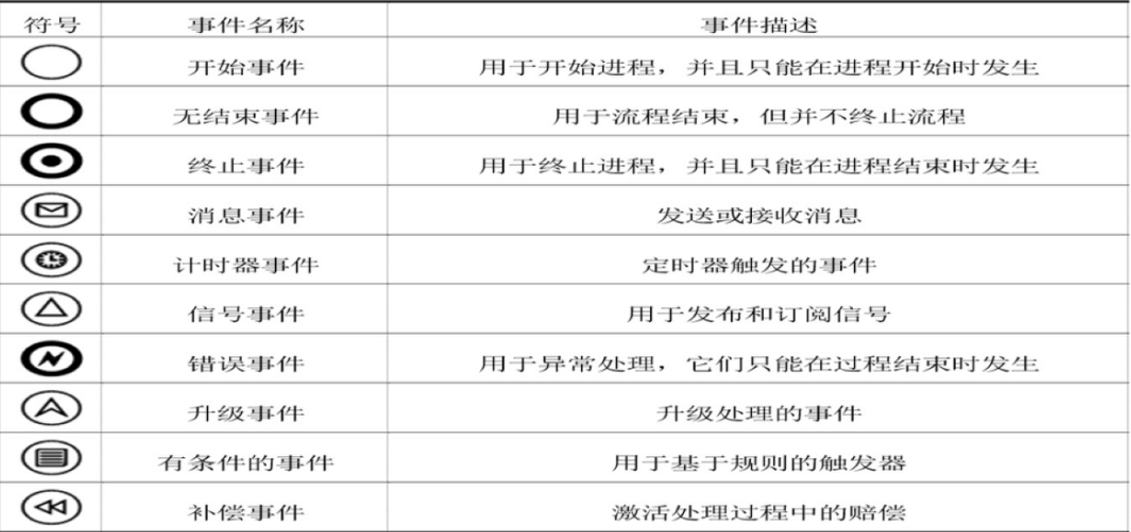 符号 事件名称 事件描述
开始事件 用于开始进程，并且只能在进程开始时发生
无结束事件 用于流程结束，但并不终止流程
终止事件 用于终止进程，并且只能在进程结束时发生
消息事件 发送或接收消息
计时器事件 定时器触发的事件
信号事件 用于发布和订阅信号
错误事件 用于异常处理，它们只能在过程结束时发生
升级事件 升级处理的事件
有条件的事件 用于基于规则的触发器
补偿事件 激活处理过程中的赔偿